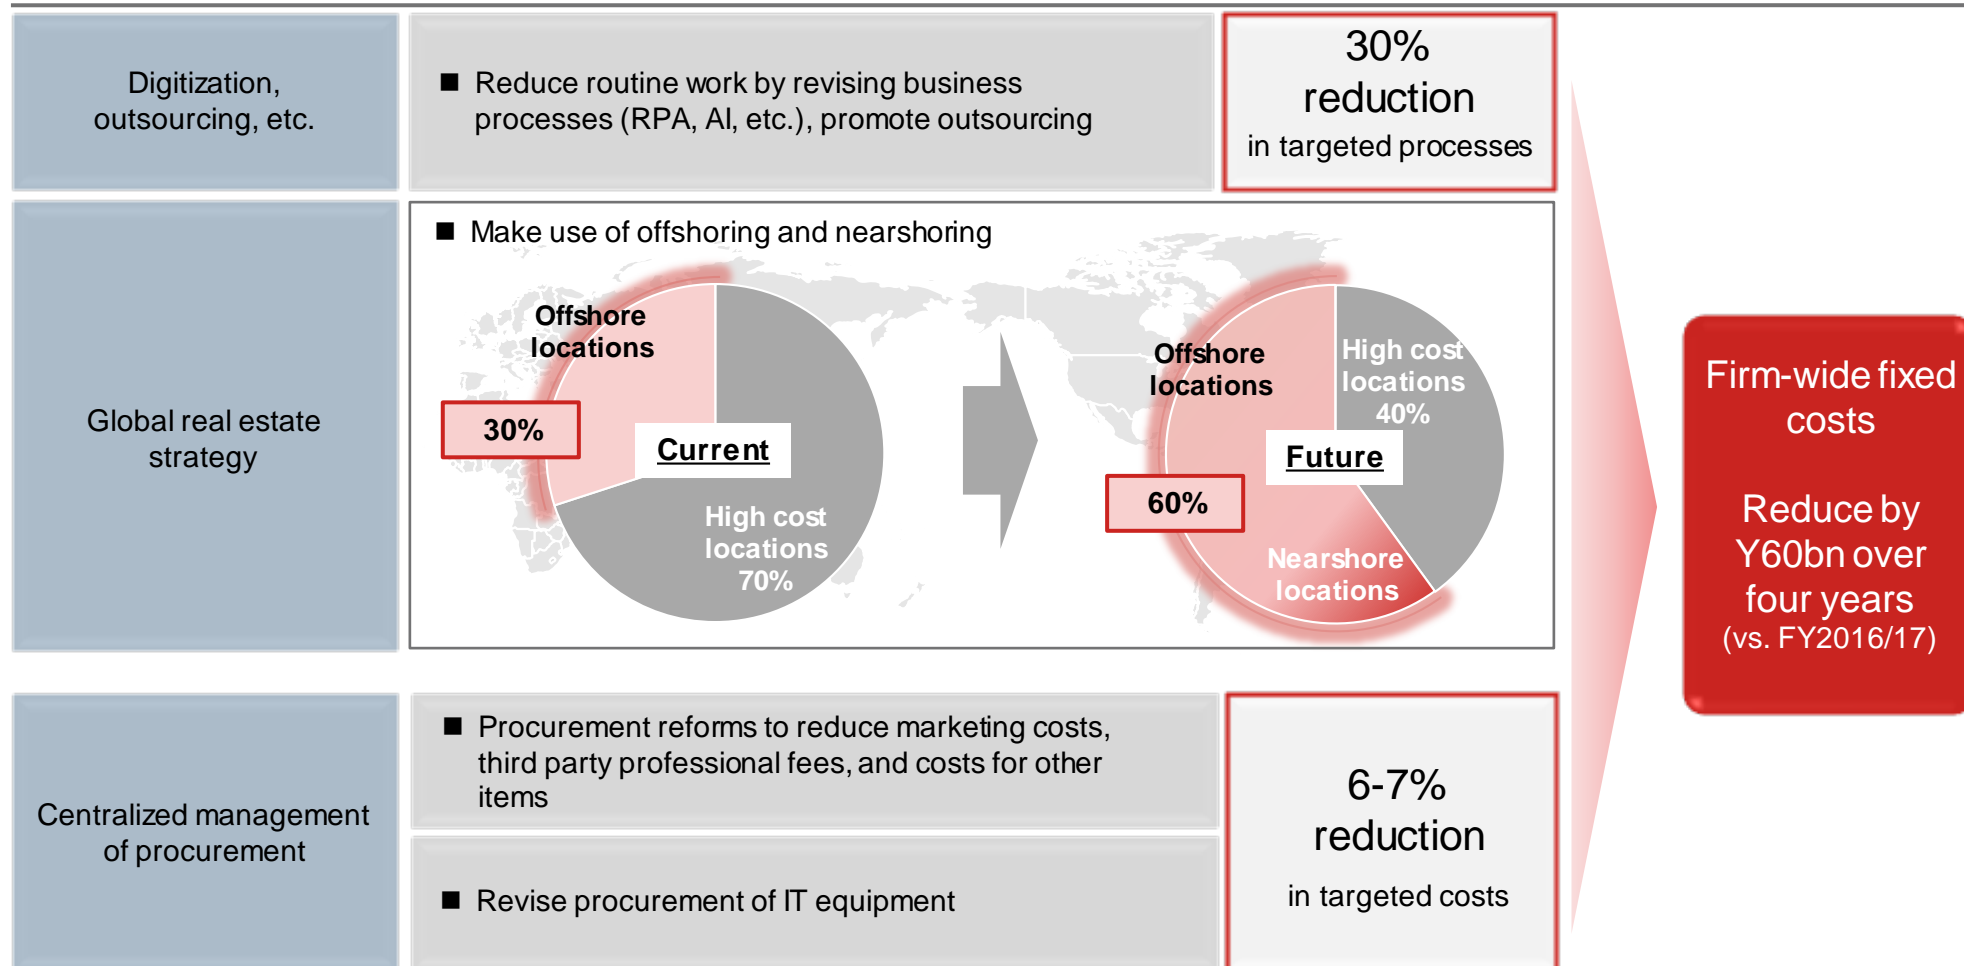 Digitization,
outsourcing, etc.
■ Reduce routine work by revising business
processes (RPA, AI, etc.), promote outsourcing
30%
reduction
in targeted processes
Global real estate
strategy
■ Make use of offshoring and nearshoring
Offshore
locations
30%
Current
High cost
locations
70%
Offshore
locations
High cost
locations
40%
Future
60%
Nearshore
locations
Centralized management
of procurement
■ Procurement reforms to reduce marketing costs,
third party professional fees, and costs for other
items
■ Revise procurement of IT equipment
6-7%
reduction
in targeted costs
Firm-wide fixed
costs
Reduce by
Y60bn over
four years
(vs. FY2016/17)